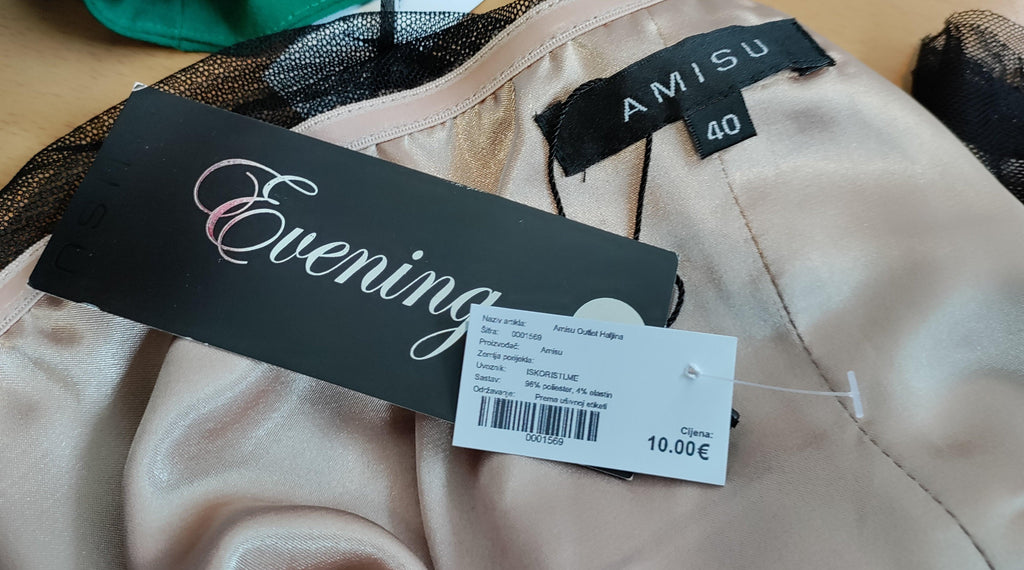 AMISU
40
Evening
Naziv artikla: Amisu Outlet Haljina
Šifra: 0001569
Proizvođač: Amisu
Zemlja porijekla:
Uvoznik: ISKORISTI.ME
Sastav: 96% poliester, 4% elastin
Održavanje: Prema ušivnoj etiketi
0001569
Cijena:
10.00€